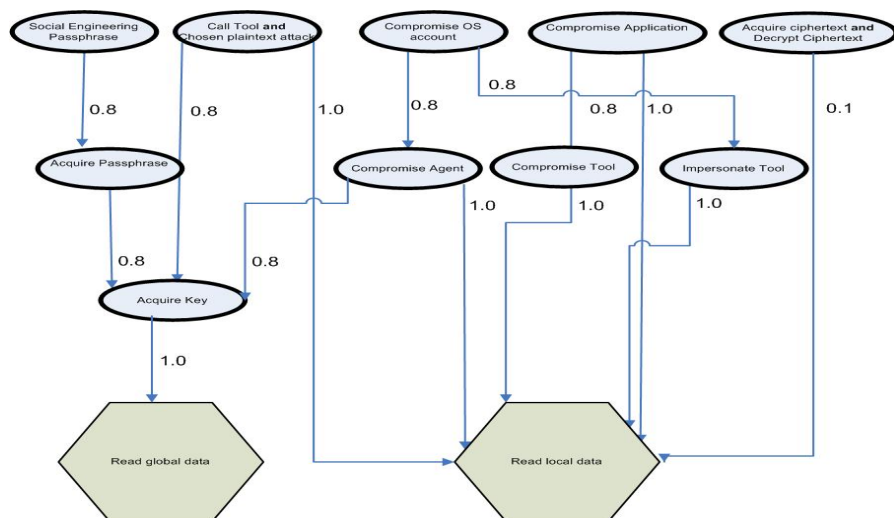 Social Engineering
Passphrase
Call Tool and
Chosen plaintext attack
Compromise OS
account
Compromise Application
Acquire ciphertext and
Decrypt Ciphertext
0.8
0.8
1.0
0.8
0.8
0.8
1.0
0.1
Acquire Passphrase
Compromise Agent
Compromise Tool
Impersonate Tool
0.8
0.8
1.0
1.0
1.0
Acquire Key
1.0
Read global data
Read local data